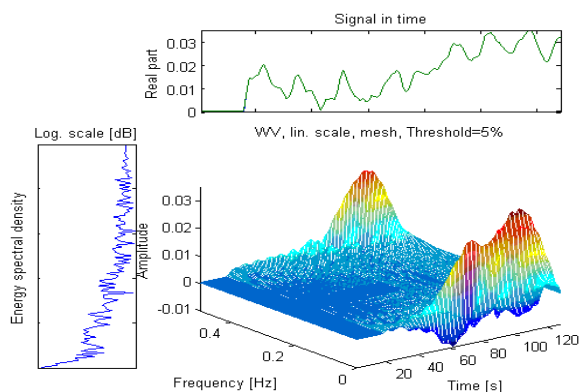 Signal in time
Real part
0.03
0.02
0.01
0
Log. scale [dB]
Energy spectral density
WV, lin. scale, mesh, Threshold=5%
Amplitude
0.03
0.02
0.01
0
-0.01
0.4
0.2
0
Frequency [Hz]
20
40
60
80
100
120
Time [s]